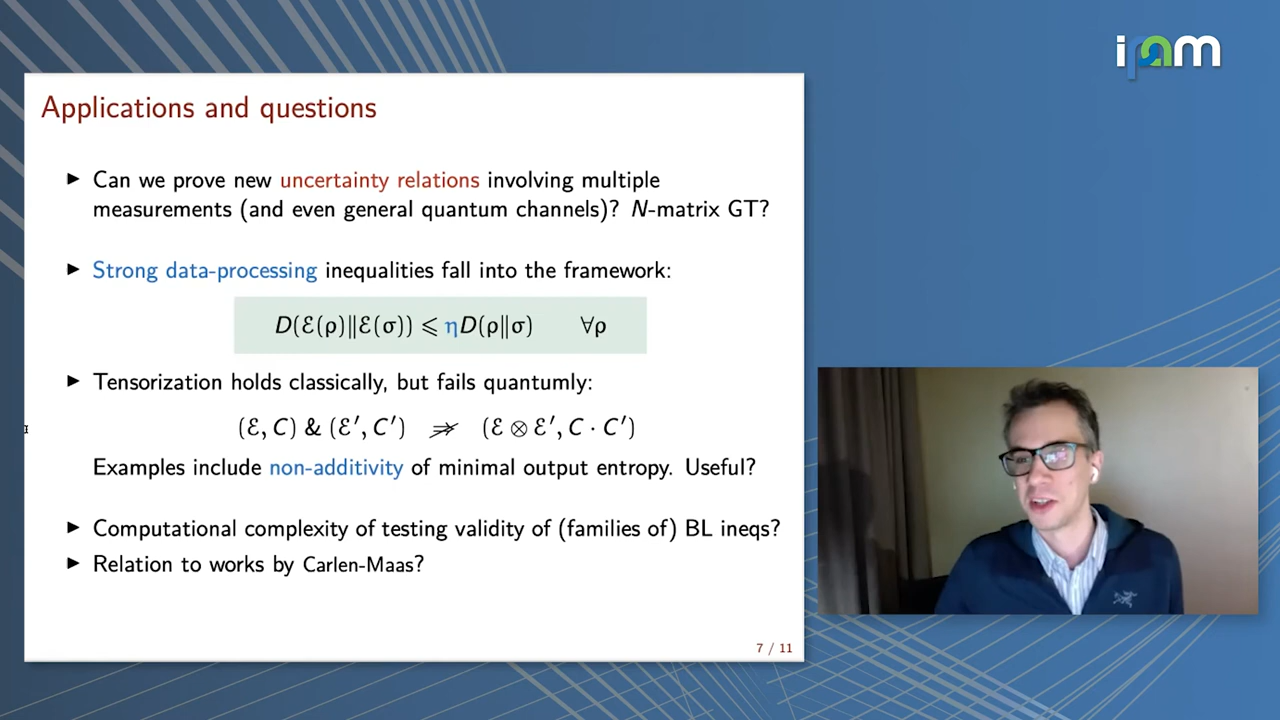 ipam
Applications and questions
▶ Can we prove new uncertainty relations involving multiple
measurements (and even general quantum channels)? N-matrix GT?
▶ Strong data-processing inequalities fall into the framework:
D(ℰ(ρ)‖ℰ(σ)) ⩽ ηD(ρ‖σ) ∀ρ
▶ Tensorization holds classically, but fails quantumly:
(ℰ, C) & (ℰ′, C′) ⇏ (ℰ ⊗ ℰ′, C · C′)
Examples include non-additivity of minimal output entropy. Useful?
▶ Computational complexity of testing validity of (families of) BL ineqs?
▶ Relation to works by Carlen-Maas?
7 / 11